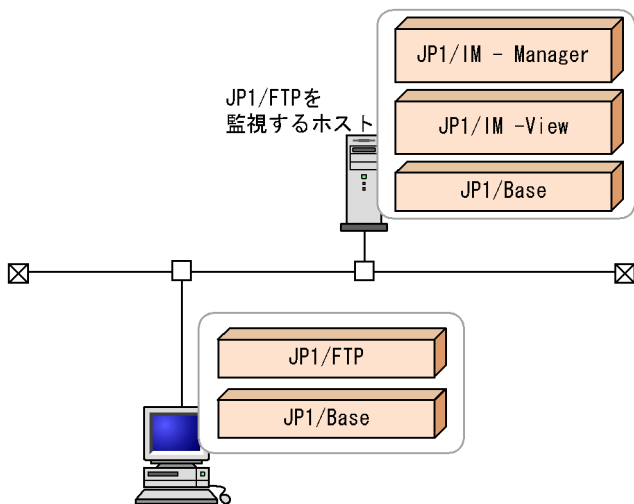 JP1/IM - Manager
JP1/FTPを
監視するホスト
JP1/IM -View
JP1/Base
JP1/FTP
JP1/Base